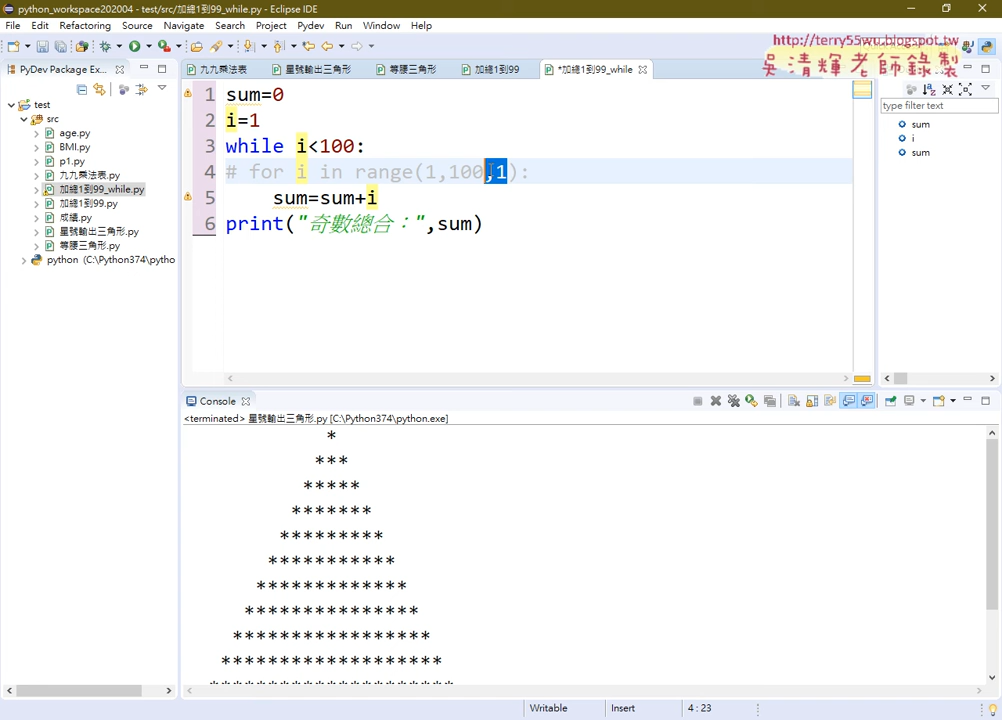 python_workspace202004 - test/src/加總1到99_while.py - Eclipse IDE
File Edit Refactoring Source Navigate Search Project Pydev Run Window Help
http://terry55wu.blogspot.tw
吳清輝老師錄製
PyDev Package Ex...
九九乘法表
星號輸出三角形
等腰三角形
加總1到99
*加總1到99_while
test
src
age.py
BMI.py
p1.py
九九乘法表.py
加總1到99_while.py
加總1到99.py
成績.py
星號輸出三角形.py
等腰三角形.py
python (C:\Python374\pytho
1 sum=0
2 i=1
3 while i<100:
4 # for i in range(1,100,1):
5 sum=sum+i
6 print("奇數總合：",sum)
type filter text
sum
i
sum
Console
<terminated> 星號輸出三角形.py [C:\Python374\python.exe]
*
***
*****
*******
*********
***********
*************
***************
*****************
*******************
*********************
Writable Insert 4 : 23